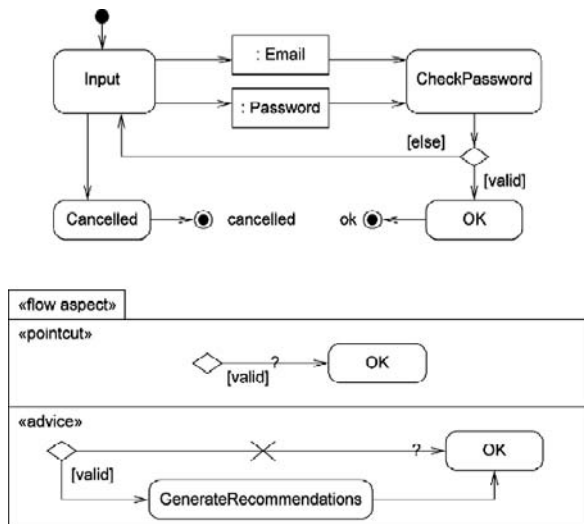 : Email
Input
CheckPassword
: Password
[else]
[valid]
Cancelled
cancelled
ok
OK
«flow aspect»
«pointcut»
?
OK
[valid]
«advice»
?
OK
[valid]
GenerateRecommendations